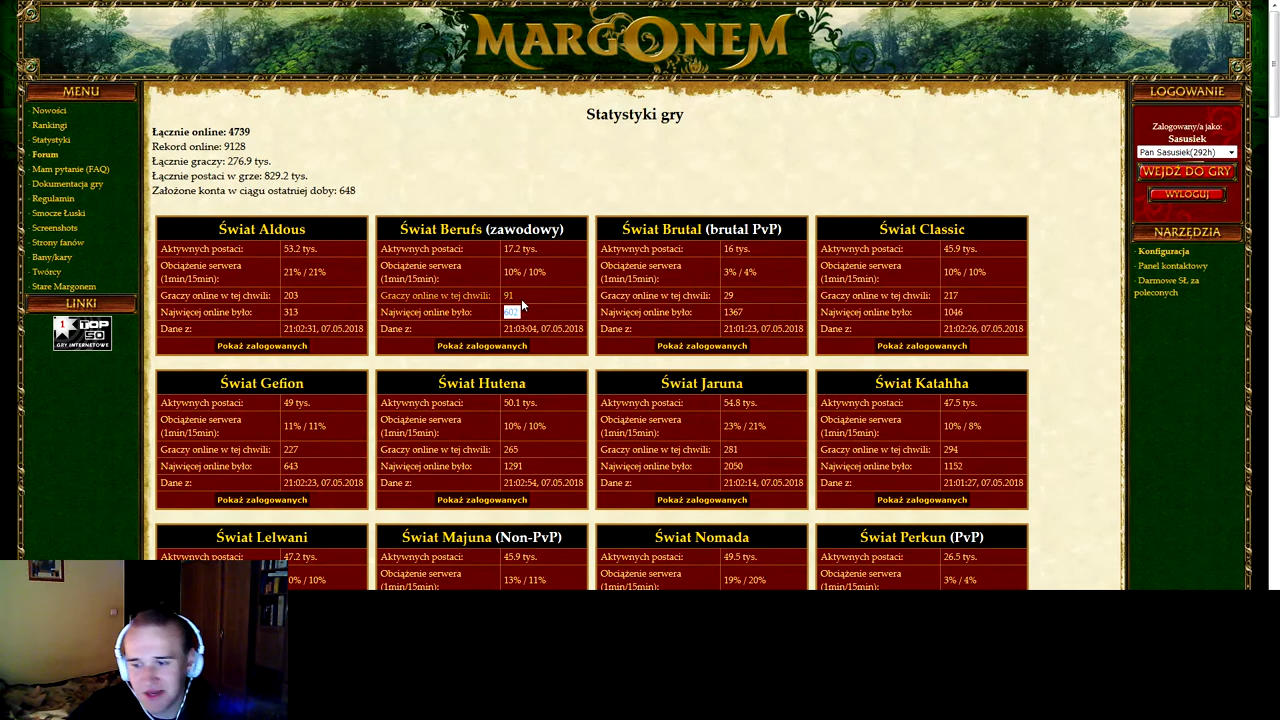 MARGONEM
MENU
· Nowości
· Rankingi
· Statystyki
· Forum
· Mam pytanie (FAQ)
· Dokumentacja gry
· Regulamin
· Smocze Łuski
· Screenshots
· Strony fanów
· Bany/kary
· Twórcy
· Stare Margonem
LINKI
1 TOP 50
GRY INTERNETOWE
Statystyki gry
Łącznie online: 4739
Rekord online: 9128
Łącznie graczy: 276.9 tys.
Łącznie postaci w grze: 829.2 tys.
Założone konta w ciągu ostatniej doby: 648
Świat Aldous
Aktywnych postaci: 53.2 tys.
Obciążenie serwera
(1min/15min): 21% / 21%
Graczy online w tej chwili: 203
Najwięcej online było: 313
Dane z: 21:02:31, 07.05.2018
Pokaż zalogowanych
Świat Berufs (zawodowy)
Aktywnych postaci: 17.2 tys.
Obciążenie serwera
(1min/15min): 10% / 10%
Graczy online w tej chwili: 91
Najwięcej online było: 602
Dane z: 21:03:04, 07.05.2018
Pokaż zalogowanych
Świat Brutal (brutal PvP)
Aktywnych postaci: 16 tys.
Obciążenie serwera
(1min/15min): 3% / 4%
Graczy online w tej chwili: 29
Najwięcej online było: 1367
Dane z: 21:01:23, 07.05.2018
Pokaż zalogowanych
Świat Classic
Aktywnych postaci: 45.9 tys.
Obciążenie serwera
(1min/15min): 10% / 10%
Graczy online w tej chwili: 217
Najwięcej online było: 1046
Dane z: 21:02:26, 07.05.2018
Pokaż zalogowanych
Świat Gefion
Aktywnych postaci: 49 tys.
Obciążenie serwera
(1min/15min): 11% / 11%
Graczy online w tej chwili: 227
Najwięcej online było: 643
Dane z: 21:02:23, 07.05.2018
Pokaż zalogowanych
Świat Hutena
Aktywnych postaci: 50.1 tys.
Obciążenie serwera
(1min/15min): 10% / 10%
Graczy online w tej chwili: 265
Najwięcej online było: 1291
Dane z: 21:02:54, 07.05.2018
Pokaż zalogowanych
Świat Jaruna
Aktywnych postaci: 54.8 tys.
Obciążenie serwera
(1min/15min): 23% / 21%
Graczy online w tej chwili: 281
Najwięcej online było: 2050
Dane z: 21:02:14, 07.05.2018
Pokaż zalogowanych
Świat Katahha
Aktywnych postaci: 47.5 tys.
Obciążenie serwera
(1min/15min): 10% / 8%
Graczy online w tej chwili: 294
Najwięcej online było: 1152
Dane z: 21:01:27, 07.05.2018
Pokaż zalogowanych
Świat Lelwani
Aktywnych postaci: 47.2 tys.
0% / 10%
Świat Majuna (Non-PvP)
Aktywnych postaci: 45.9 tys.
Obciążenie serwera
(1min/15min): 13% / 11%
Świat Nomada
Aktywnych postaci: 49.5 tys.
Obciążenie serwera
(1min/15min): 19% / 20%
Świat Perkun (PvP)
Aktywnych postaci: 26.5 tys.
Obciążenie serwera
(1min/15min): 3% / 4%
LOGOWANIE
Zalogowany/a jako:
Sasusiek
Pan Sasusiek(292h)
WEJDŹ DO GRY
WYLOGUJ
NARZĘDZIA
· Konfiguracja
· Panel kontaktowy
· Darmowe SŁ za
poleconych